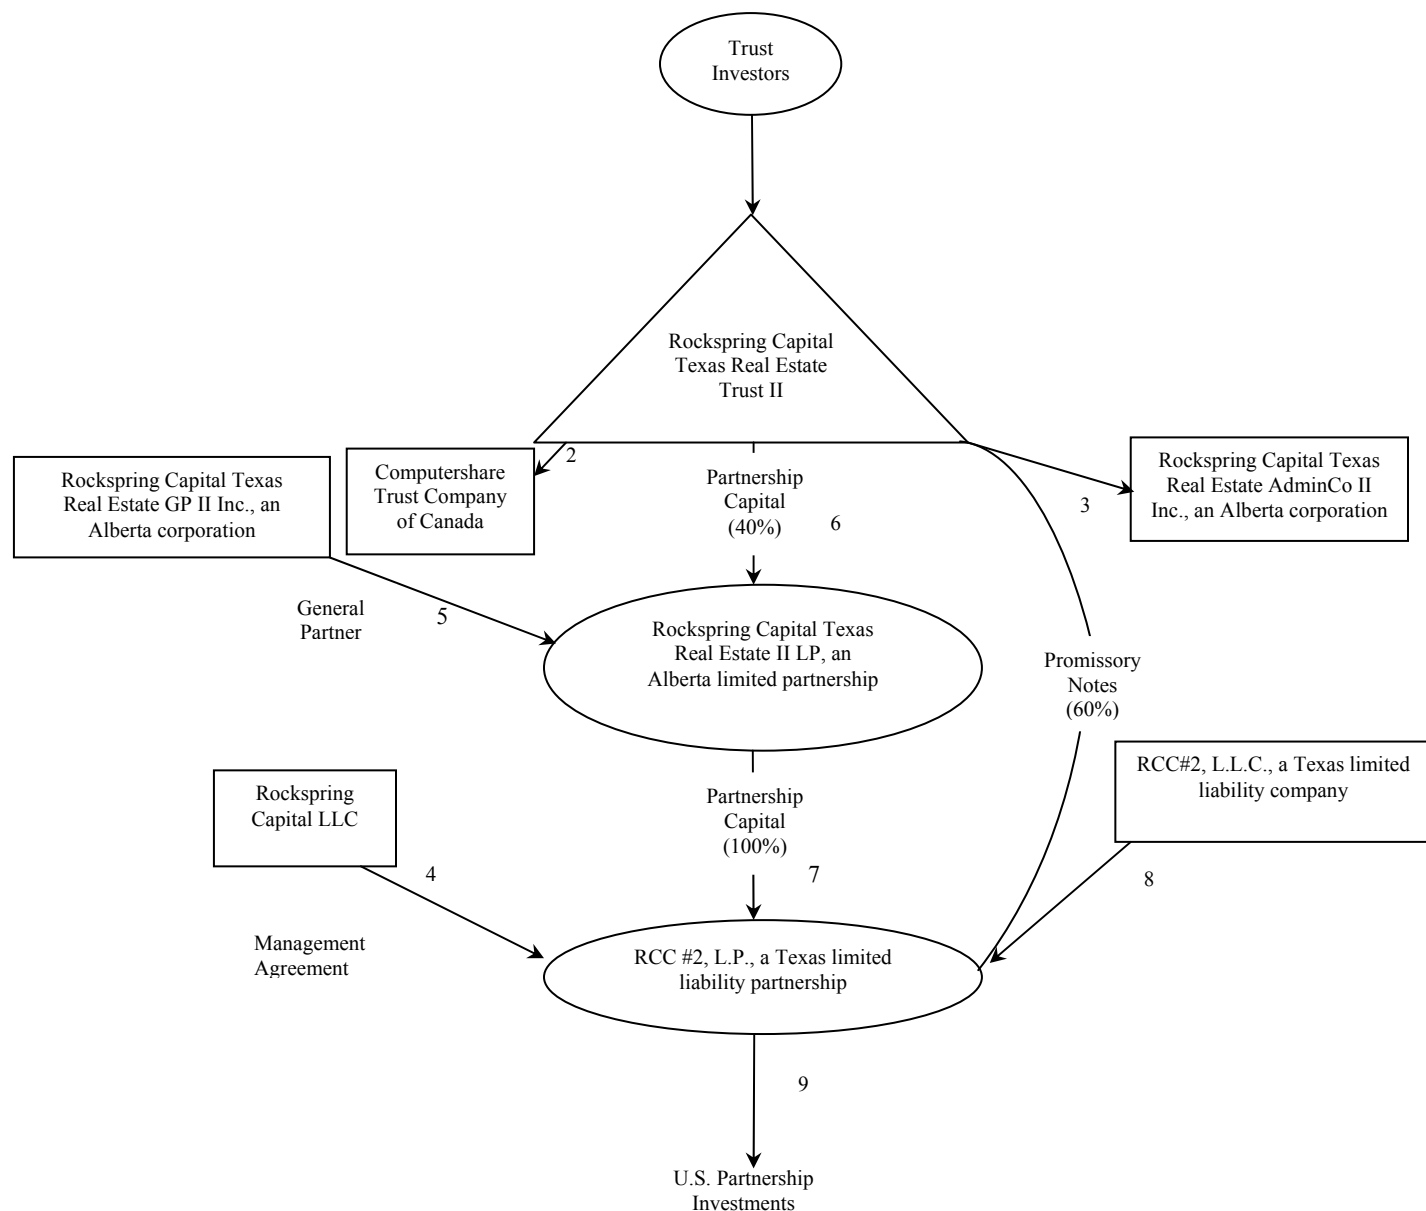 Trust
Investors
Rockspring Capital
Texas Real Estate
Trust II
2
Rockspring Capital Texas
Real Estate GP II Inc., an
Alberta corporation
Computershare
Trust Company
of Canada
Partnership
Capital
(40%)
6
3
Rockspring Capital Texas
Real Estate AdminCo II
Inc., an Alberta corporation
General
Partner
5
Rockspring Capital Texas
Real Estate II LP, an
Alberta limited partnership
Promissory
Notes
(60%)
Rockspring
Capital LLC
Partnership
Capital
(100%)
RCC#2, L.L.C., a Texas limited
liability company
4
7
8
Management
Agreement
RCC #2, L.P., a Texas limited
liability partnership
9
U.S. Partnership
Investments